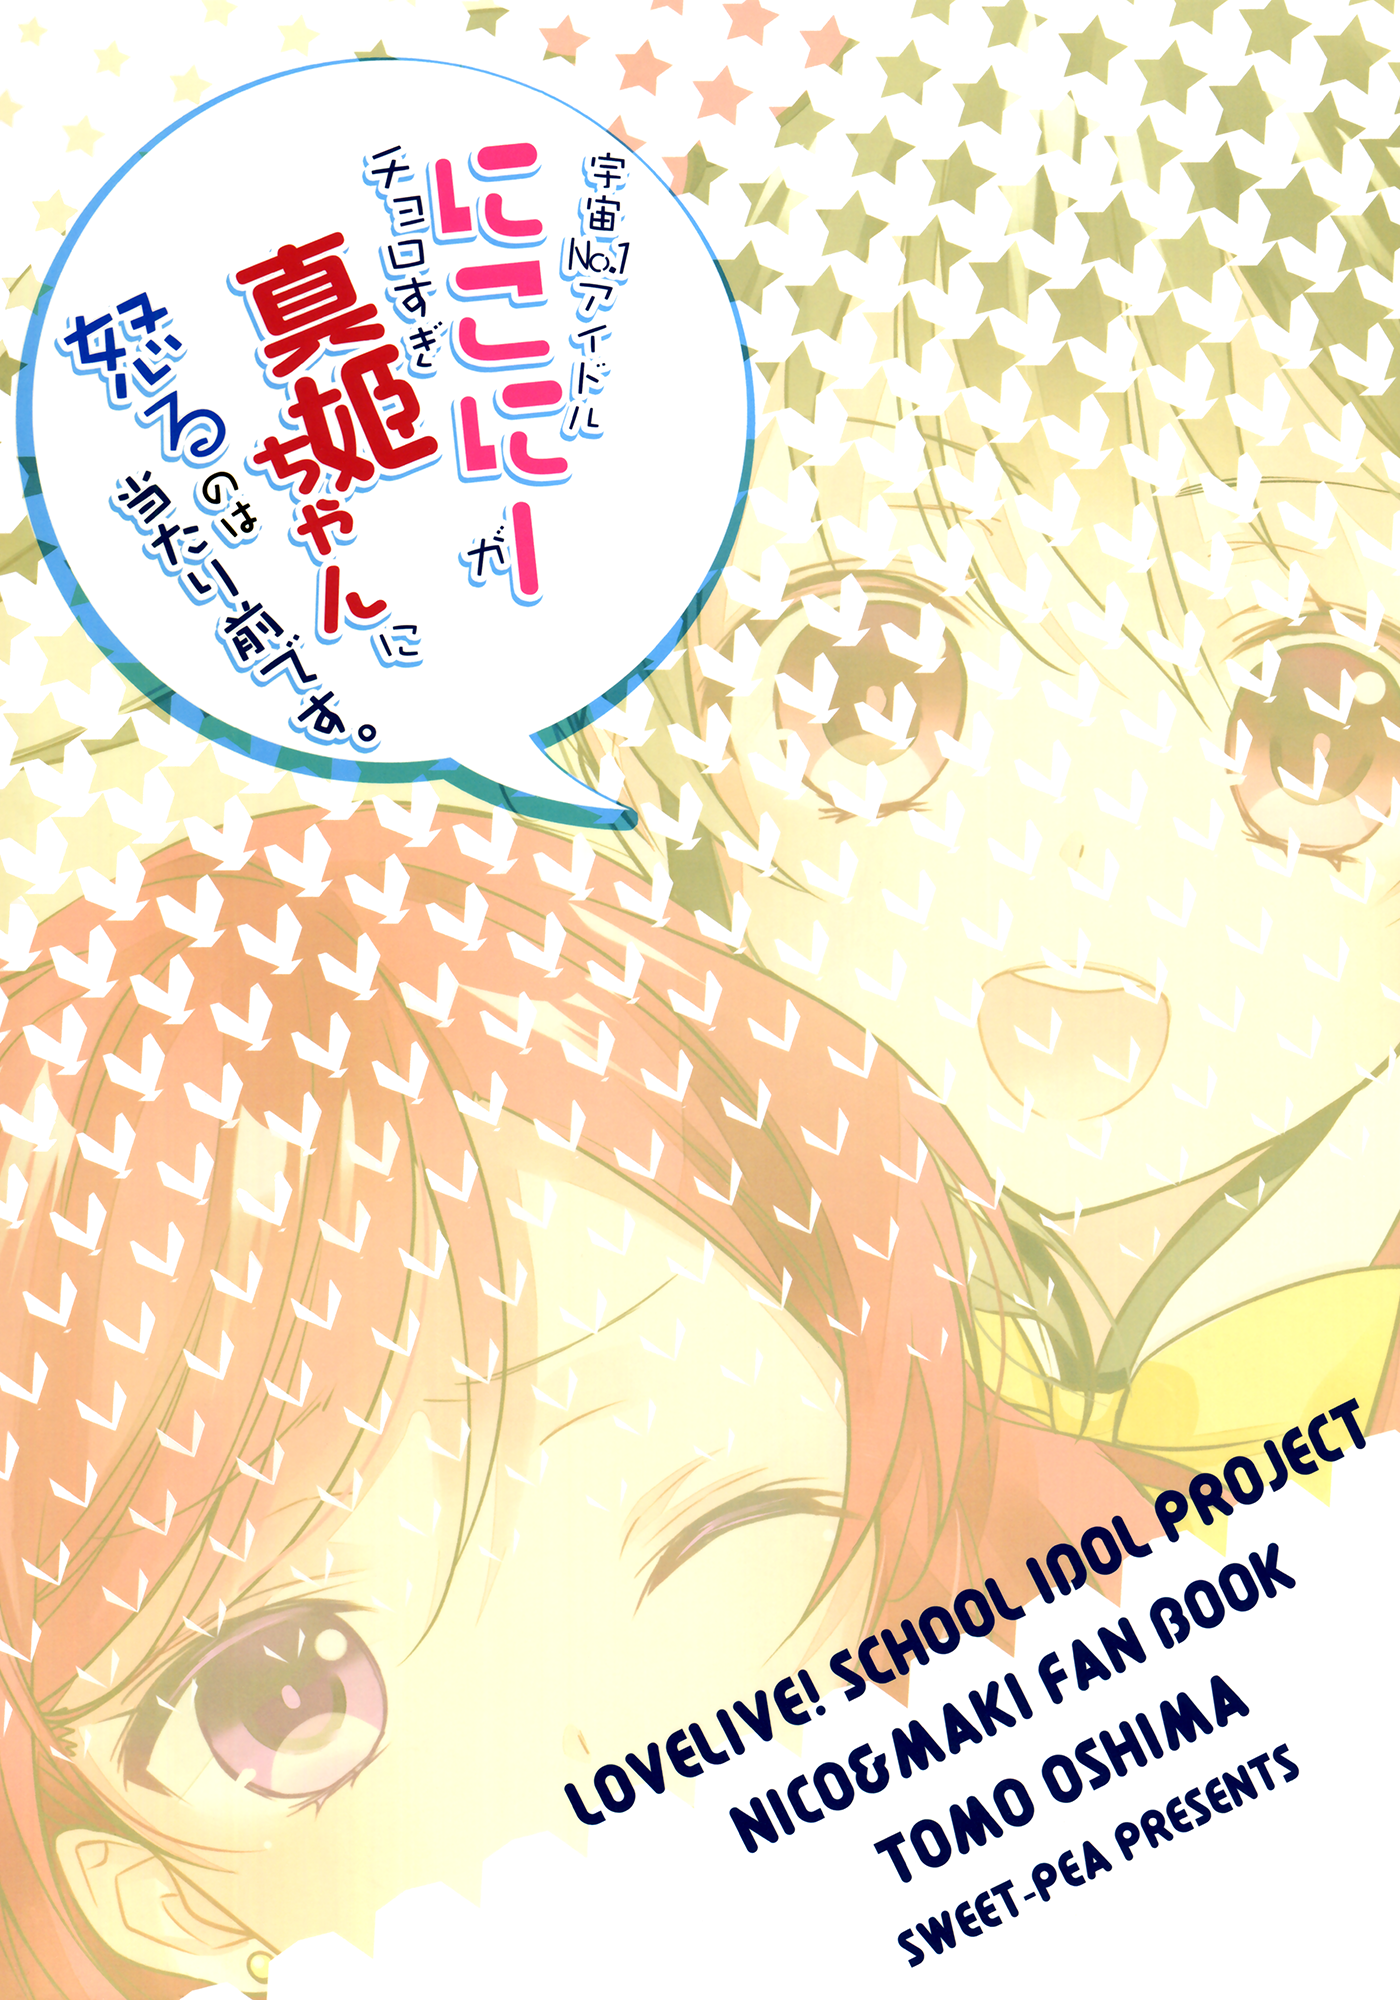 宇宙No.1アイドル
にこにーが
チョロすぎ
真姫ちゃんに
怒るのは
当たり前です。
LOVELIVE! SCHOOL IDOL PROJECT
NICO&MAKI FAN BOOK
TOMO OSHIMA
SWEET-PEA PRESENTS